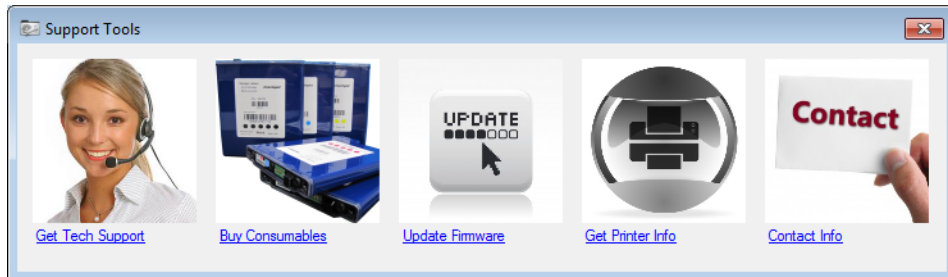 Support Tools
UPDATE
Contact
Get Tech Support
Buy Consumables
Update Firmware
Get Printer Info
Contact Info